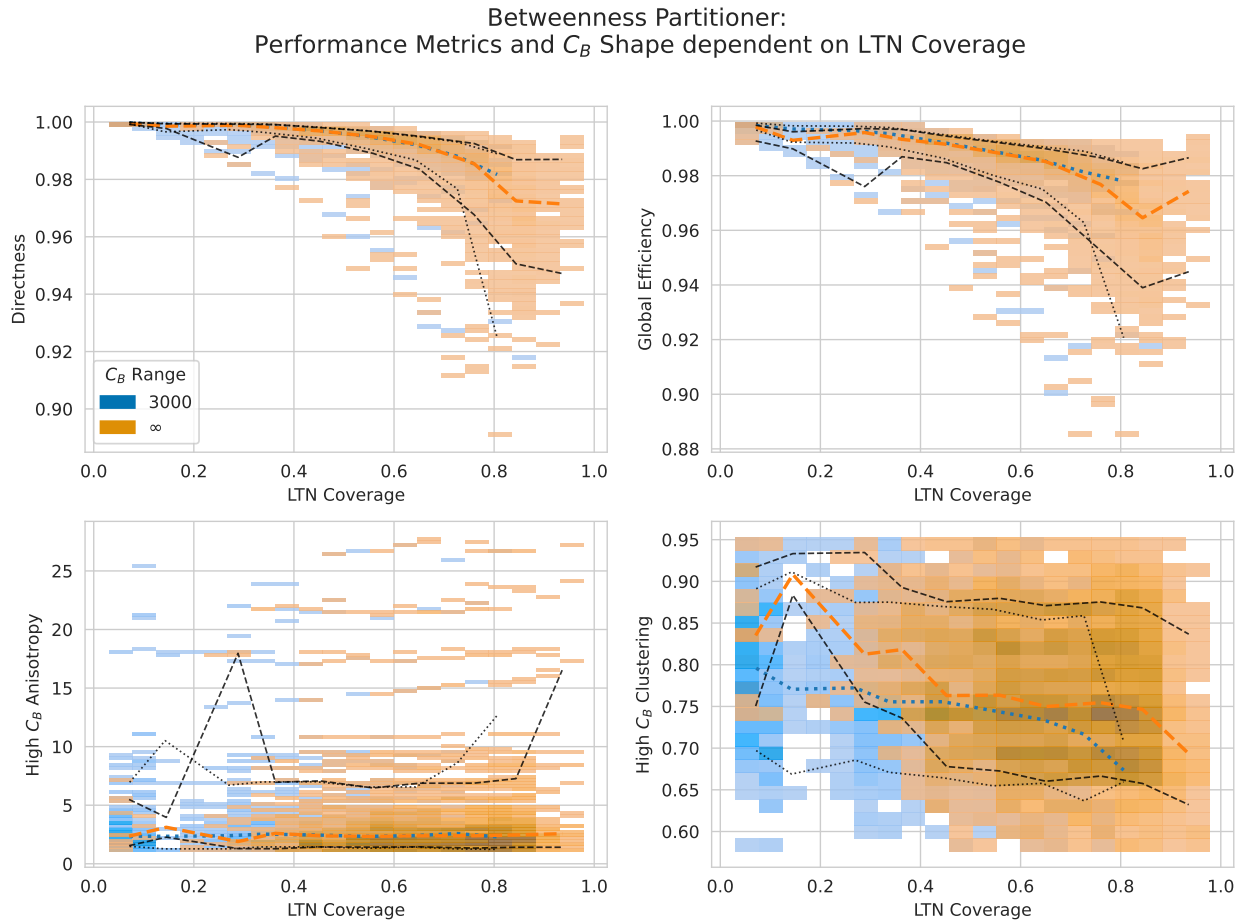 Betweenness Partitioner:
Performance Metrics and C_B Shape dependent on LTN Coverage
1.00
0.98
0.96
0.94
0.92
0.90
Directness
C_B Range
3000
∞
0.0 0.2 0.4 0.6 0.8 1.0
LTN Coverage
1.00
0.98
0.96
0.94
0.92
0.90
0.88
Global Efficiency
0.0 0.2 0.4 0.6 0.8 1.0
LTN Coverage
25
20
15
10
5
0
High C_B Anisotropy
0.0 0.2 0.4 0.6 0.8 1.0
LTN Coverage
0.95
0.90
0.85
0.80
0.75
0.70
0.65
0.60
High C_B Clustering
0.0 0.2 0.4 0.6 0.8 1.0
LTN Coverage